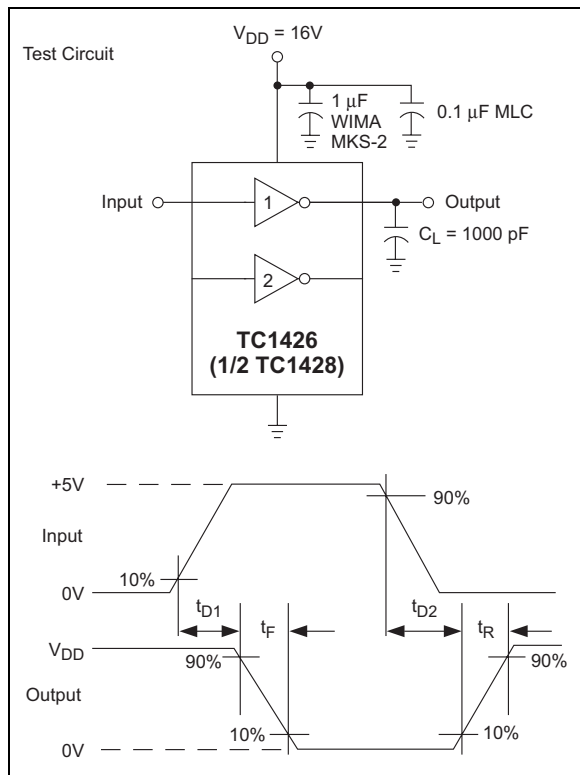 V_DD = 16V
Test Circuit
1 μF
WIMA
MKS-2
0.1 μF MLC
Input
1
Output
C_L = 1000 pF
2
TC1426
(1/2 TC1428)
+5V
90%
Input
10%
0V
t_D1
t_F
t_D2
t_R
V_DD
90%
90%
Output
10%
10%
0V